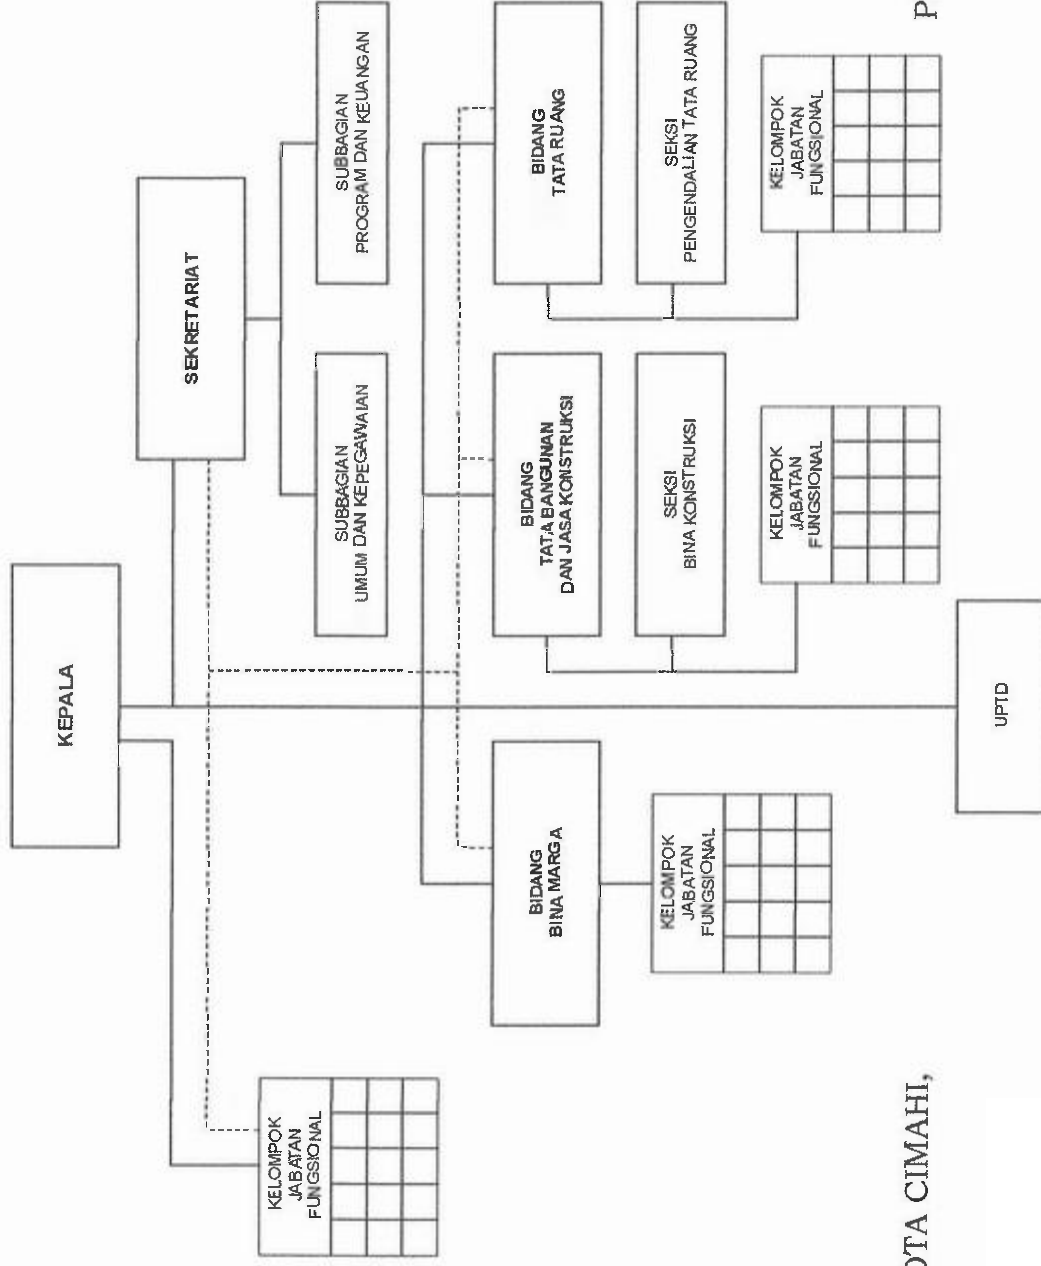 KEPALA
SEKRETARIAT
SUBBAGIAN
UMUM DAN KEPEGAWAIAN
SUBBAGIAN
PROGRAM DAN KEUANGAN
KELOMPOK
JABATAN
FUNGSIONAL
BIDANG
BINA MARGA
BIDANG
TATA BANGUNAN
DAN JASA KONSTRUKSI
BIDANG
TATA RUANG
SEKSI
BINA KONSTRUKSI
SEKSI
PENGENDALIAN TATA RUANG
KELOMPOK
JABATAN
FUNGSIONAL
KELOMPOK
JABATAN
FUNGSIONAL
KELOMPOK
JABATAN
FUNGSIONAL
UPTD
OTA CIMAHI,
P